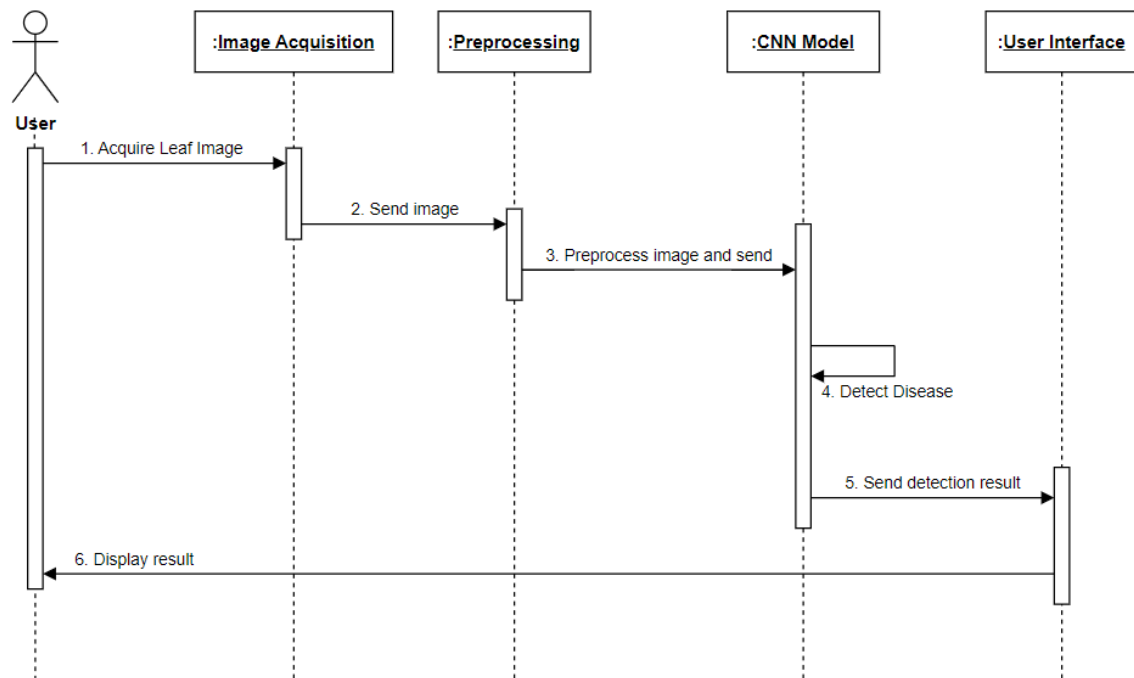 :Image Acquisition
:Preprocessing
:CNN Model
:User Interface
User
1. Acquire Leaf Image
2. Send image
3. Preprocess image and send
4. Detect Disease
5. Send detection result
6. Display result